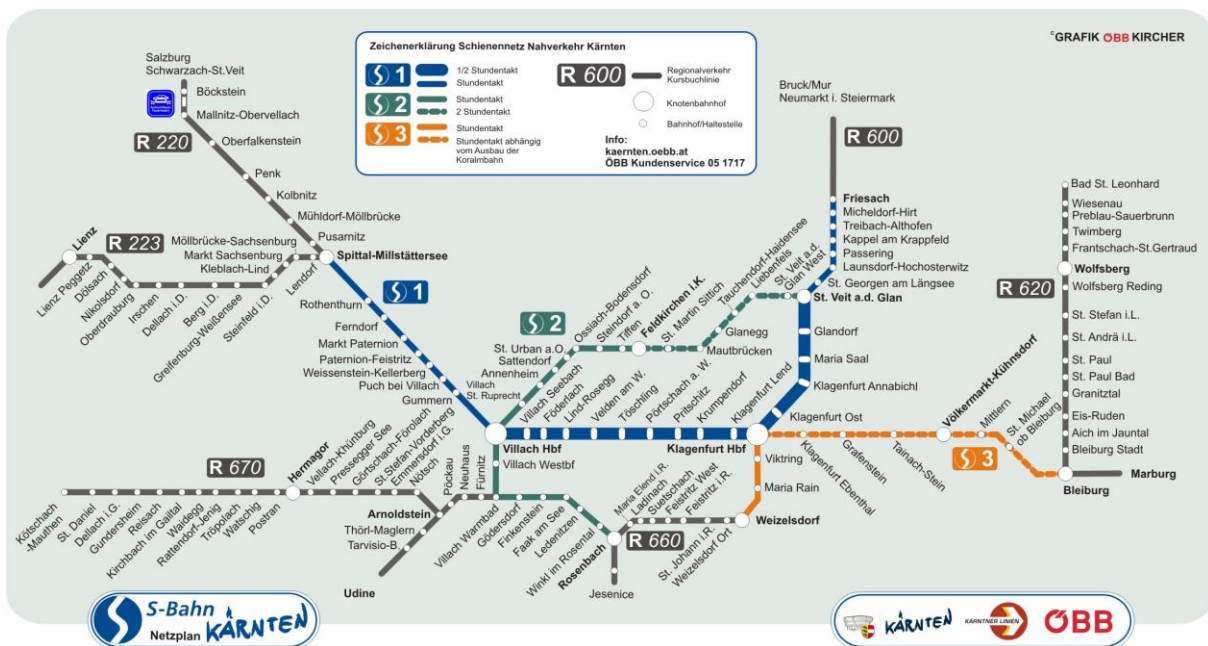 ©GRAFIK ÖBB KIRCHER
Zeichenerklärung Schienennetz Nahverkehr Kärnten
S 1
1/2 Stundentakt
Stundentakt
S 2
Stundentakt
2 Stundentakt
S 3
Stundentakt
Stundentakt abhängig
vom Ausbau der
Koralmbahn
R 600
Regionalverkehr
Kursbuchlinie
Knotenbahnhof
Bahnhof/Haltestelle
Info:
kaernten.oebb.at
ÖBB Kundenservice 05 1717
Salzburg
Schwarzach-St.Veit
Böckstein
Mallnitz-Obervellach
R 220
Oberfalkenstein
Penk
Kolbnitz
Mühldorf-Möllbrücke
Pusarnitz
Spittal-Millstättersee
Lienz
R 223
Möllbrücke-Sachsenburg
Markt Sachsenburg
Kleblach-Lind
Lendorf
Lienz Peggetz
Dölsach
Nikolsdorf
Oberdrauburg
Irschen
Dellach i.D.
Berg i.D.
Greifenburg-Weißensee
Steinfeld i.D.
S 1
Rothenthurn
Ferndorf
Markt Paternion
Paternion-Feistritz
Weissenstein-Kellerberg
Puch bei Villach
Gummern
S 2
Villach
St. Ruprecht
Annenheim
Sattendorf
St. Urban a.O.
Ossiach-Bodensdorf
Steindorf a. O.
Tiffen
Feldkirchen i.K.
St. Martin Sittich
Mautbrücken
Glanegg
Tauchendorf-Haidensee
Liebenfels
St. Veit a.d.
Glan West
Bruck/Mur
Neumarkt i. Steiermark
R 600
Friesach
Micheldorf-Hirt
Treibach-Althofen
Kappel am Krappfeld
Passering
Launsdorf-Hochosterwitz
St. Georgen am Längsee
St. Veit a.d. Glan
Glandorf
Maria Saal
Klagenfurt Annabichl
Klagenfurt Ost
Villach Hbf
Villach Seebach
Föderlach
Lind-Rosegg
Velden am W.
Töschling
Pörtschach a. W.
Pritschitz
Krumpendorf
Klagenfurt Lend
Klagenfurt Hbf
Bad St. Leonhard
Wiesenau
Preblau-Sauerbrunn
Twimberg
Frantschach-St.Gertraud
Wolfsberg
R 620
Wolfsberg Reding
St. Stefan i.L.
St. Andrä i.L.
St. Paul
St. Paul Bad
Granitztal
Eis-Ruden
Aich im Jauntal
Bleiburg Stadt
Marburg
Bleiburg
S 3
Klagenfurt Ebenthal
Grafenstein
Tainach-Stein
Völkermarkt-Kühnsdorf
Mittlern
St. Michael
ob Bleiburg
Viktring
Maria Rain
Weizelsdorf
Villach Westbf
Villach Warmbad
Gödersdorf
Finkenstein
Faak am See
Ledenitzen
Winkl im Rosental
Rosenbach
R 660
Jesenice
Maria Elend i.R.
Ladinach
Suetschach
Feistritz West
Feistritz i.R.
St. Johann i.R.
Weizelsdorf Ort
R 670
Hermagor
Vellach-Khünburg
Pressegger See
Görtschach-Förolach
St.Stefan-Vorderberg
Emmersdorf i.G.
Nötsch
Pöckau
Neuhaus
Fürnitz
Arnoldstein
Thörl-Maglern
Tarvisio-B.
Udine
Kötschach
-Mauthen
St. Daniel
Dellach i.G.
Gundersheim
Reisach
Kirchbach im Gailtal
Waidegg
Rattendorf-Jenig
Tröpolach
Watschig
Postran
S-Bahn
Netzplan KÄRNTEN
KÄRNTEN
KÄRNTNER LINIEN
ÖBB